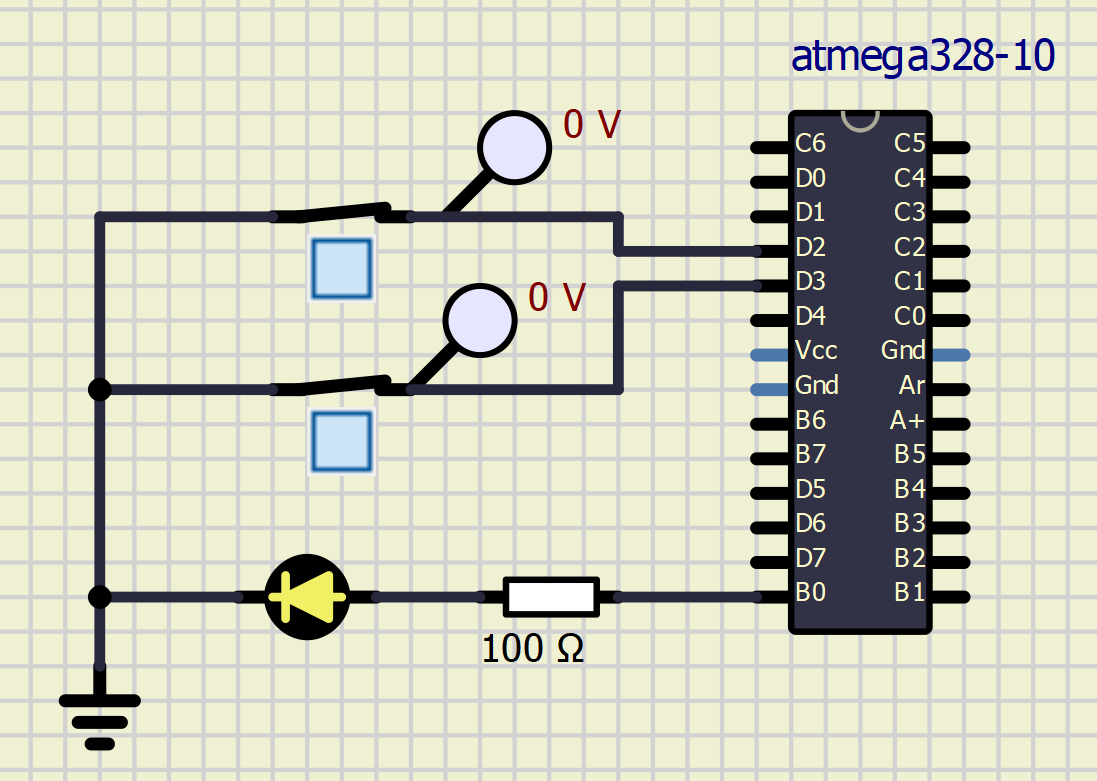 atmega328-10
0 V
C6 C5
D0 C4
D1 C3
D2 C2
0 V
D3 C1
D4 C0
Vcc Gnd
Gnd Ar
B6 A+
B7 B5
D5 B4
D6 B3
D7 B2
B0 B1
100 Ω